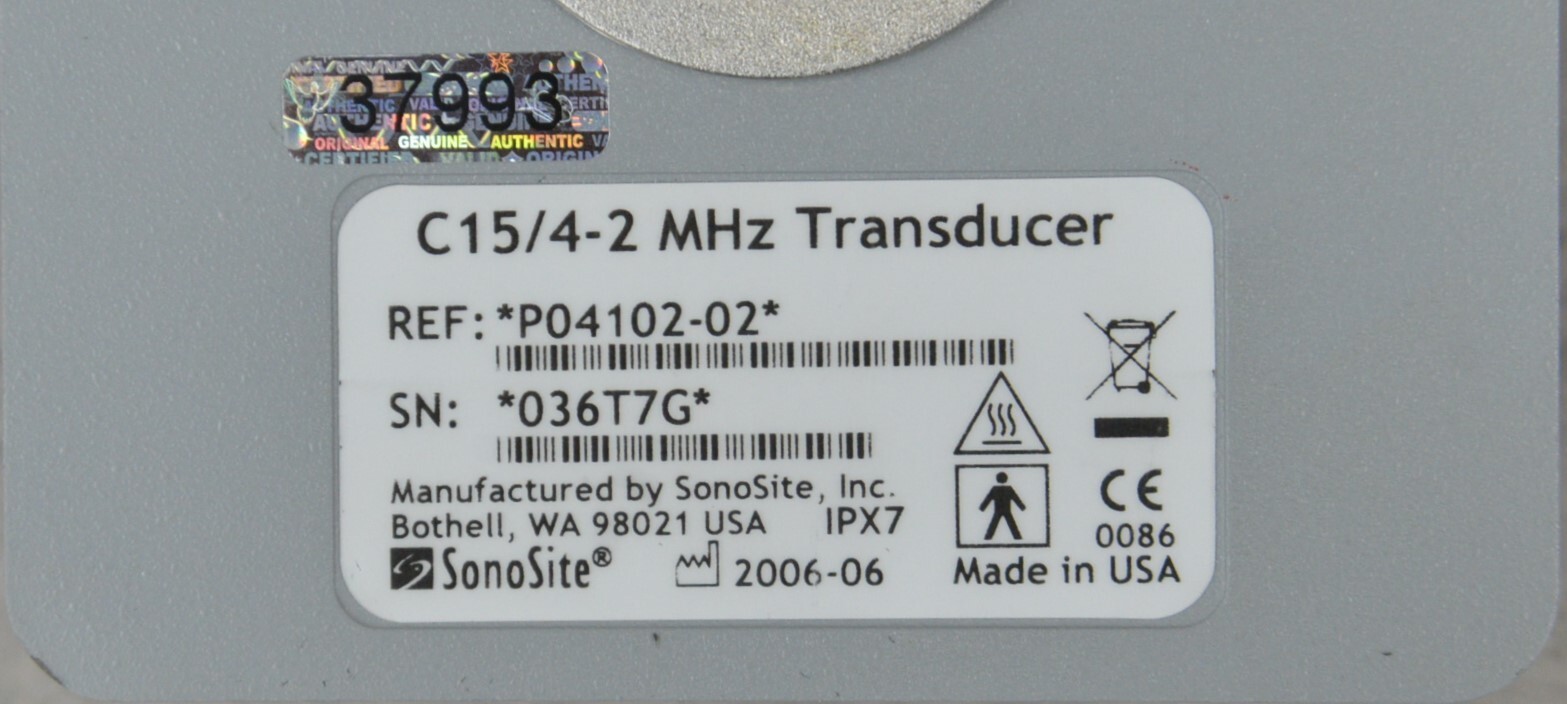 37993
ORIGINAL GENUINE AUTHENTIC
C15/4-2 MHz Transducer
REF: *P04102-02*
SN: *036T7G*
Manufactured by SonoSite, Inc.
Bothell, WA 98021 USA IPX7
CE
0086
SonoSite® 2006-06 Made in USA